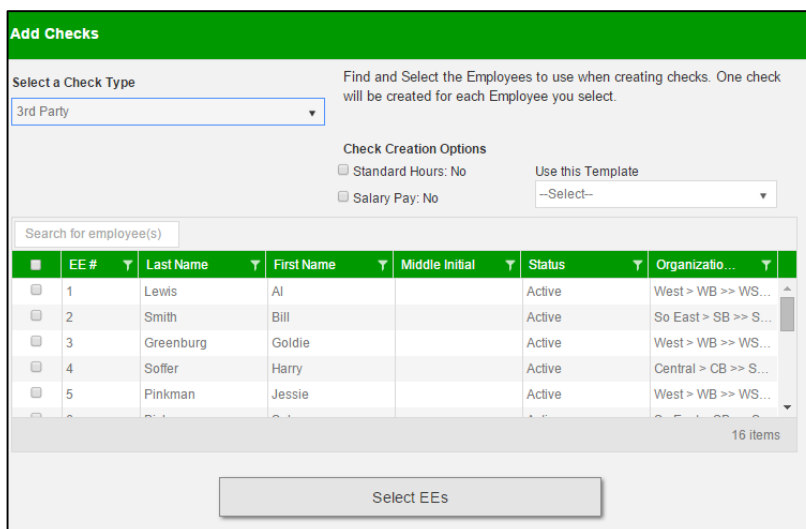 Add Checks
Select a Check Type
3rd Party
Find and Select the Employees to use when creating checks. One check
will be created for each Employee you select.
Check Creation Options
Standard Hours: No
Use this Template
Salary Pay: No
--Select--
Search for employee(s)
EE # Last Name First Name Middle Initial Status Organizatio...
1 Lewis Al Active West > WB >> WS...
2 Smith Bill Active So East > SB >> S...
3 Greenburg Goldie Active West > WB >> WS...
4 Soffer Harry Active Central > CB >> S...
5 Pinkman Jessie Active West > WB >> WS...
16 items
Select EEs